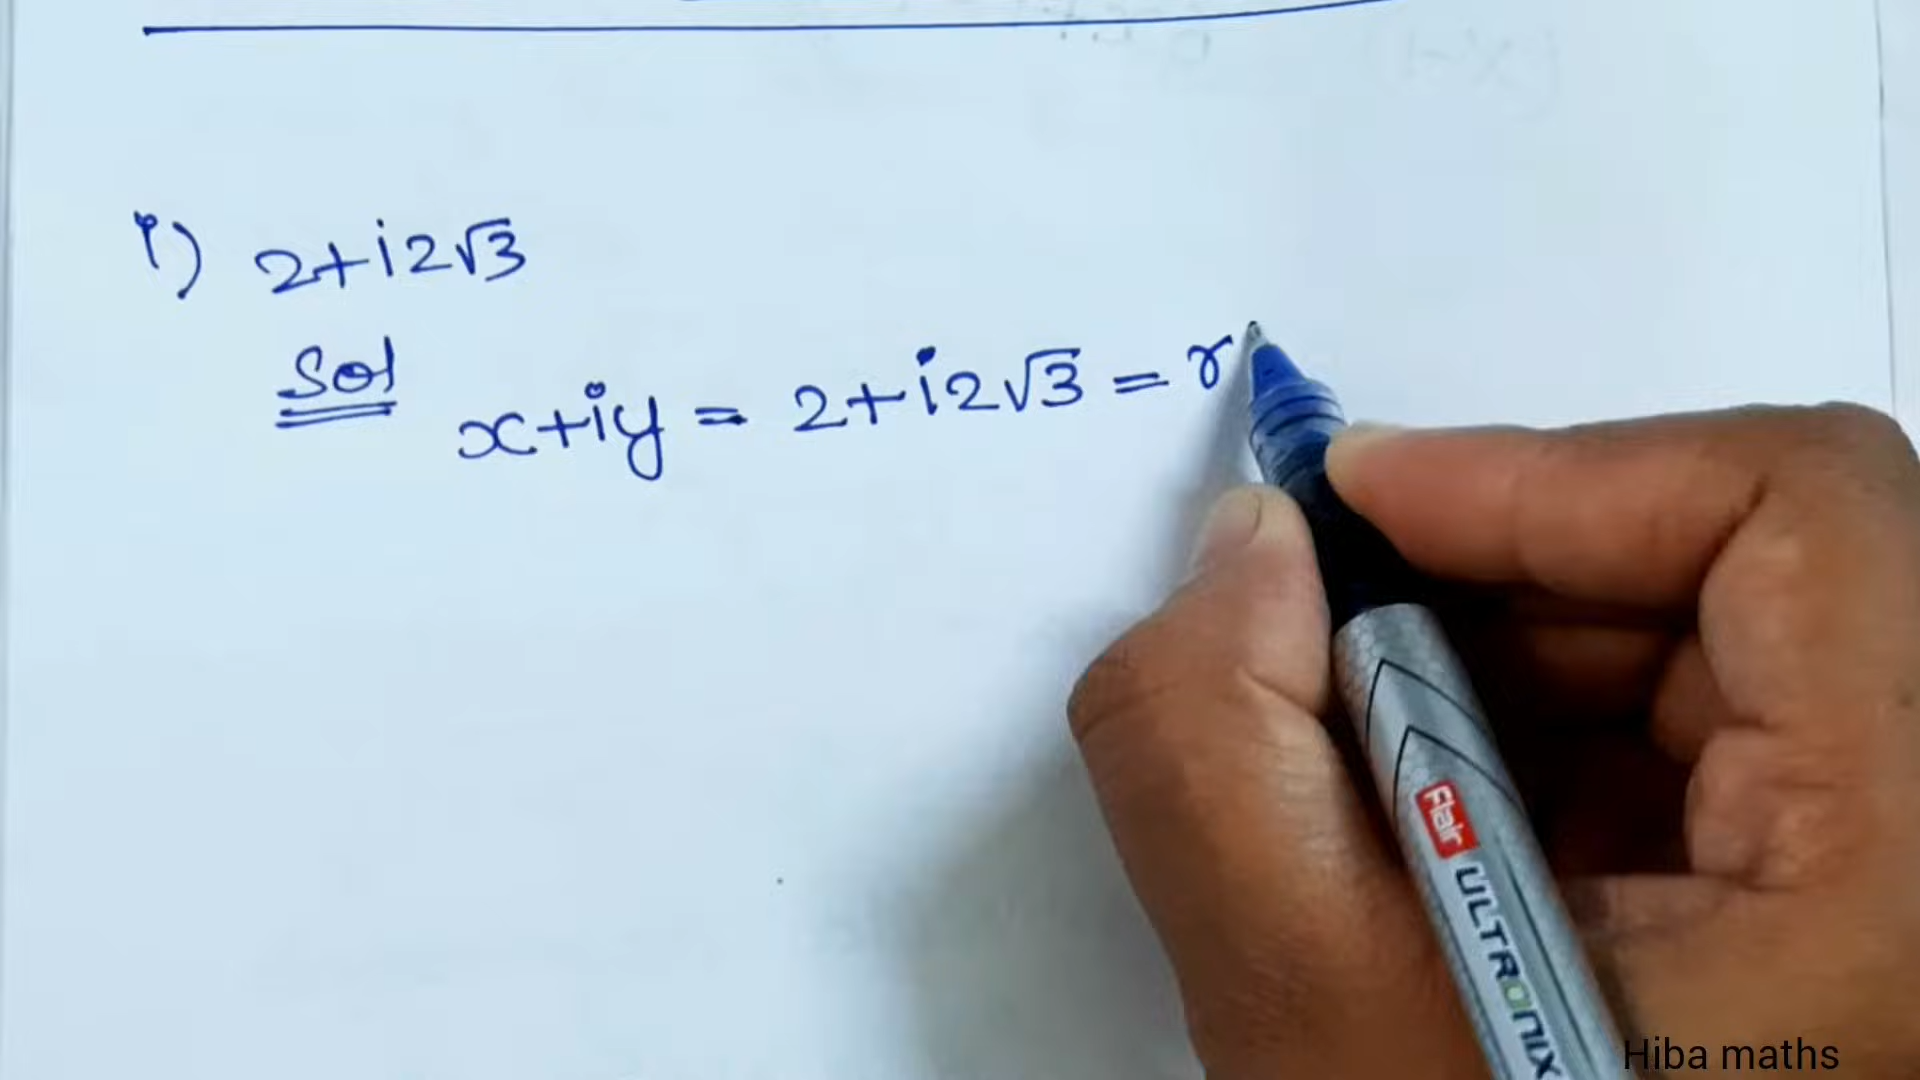 i) 2+i2√3
Sol x+iy = 2+i2√3 = r
Flair ULTRONIX
Hiba maths